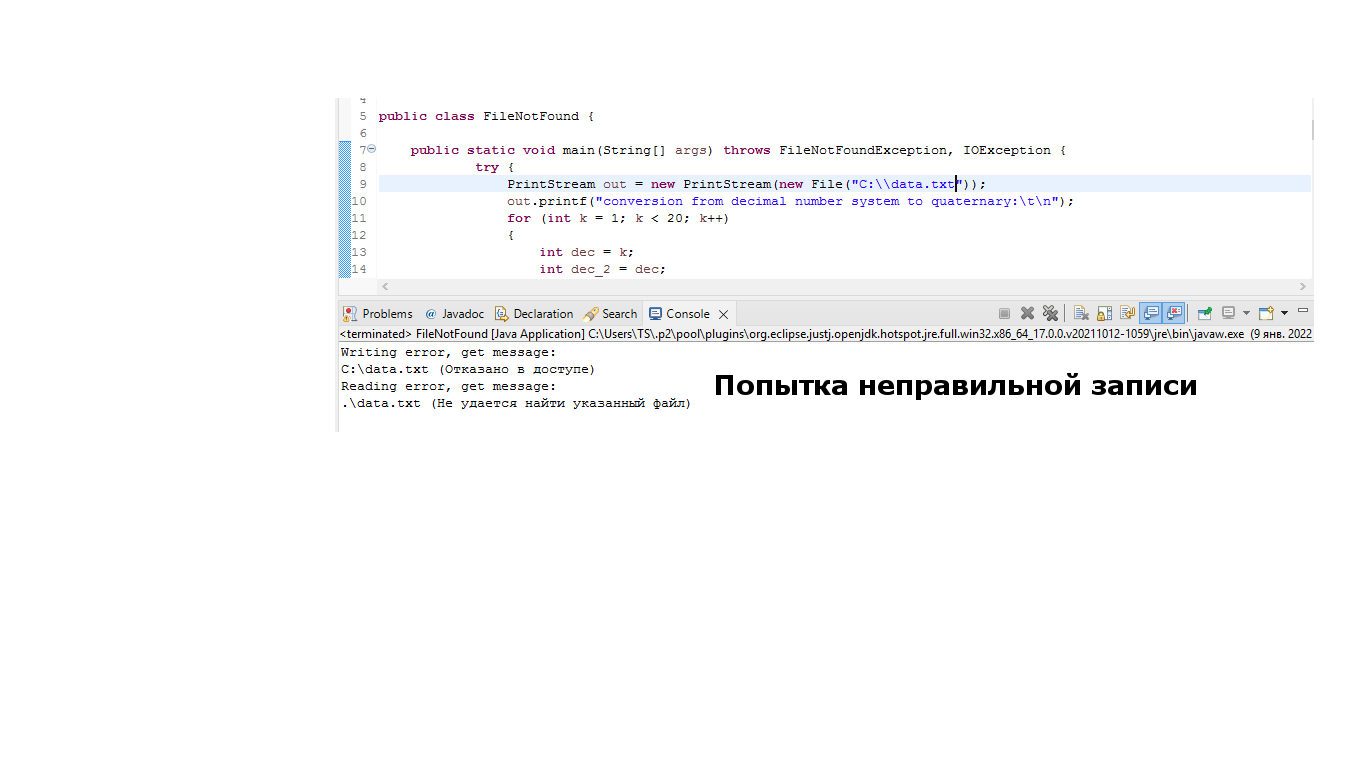 4
5 public class FileNotFound {
6
7 public static void main(String[] args) throws FileNotFoundException, IOException {
8 try {
9 PrintStream out = new PrintStream(new File("C:\\data.txt"));
10 out.printf("conversion from decimal number system to quaternary:\t\n");
11 for (int k = 1; k < 20; k++)
12 {
13 int dec = k;
14 int dec_2 = dec;
Problems @ Javadoc Declaration Search Console
<terminated> FileNotFound [Java Application] C:\Users\TS\.p2\pool\plugins\org.eclipse.justj.openjdk.hotspot.jre.full.win32.x86_64_17.0.0.v20211012-1059\jre\bin\javaw.exe (9 янв. 2022
Writing error, get message:
C:\data.txt (Отказано в доступе)
Reading error, get message:
.\data.txt (Не удается найти указанный файл)
Попытка неправильной записи